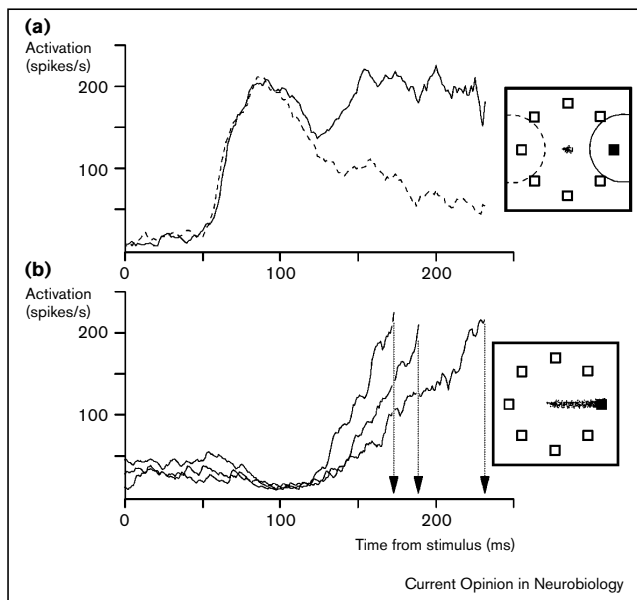 (a)
Activation
(spikes/s)
200
100
0 100 200
(b)
Activation
(spikes/s)
200
100
0 100 200
Time from stimulus (ms)
Current Opinion in Neurobiology